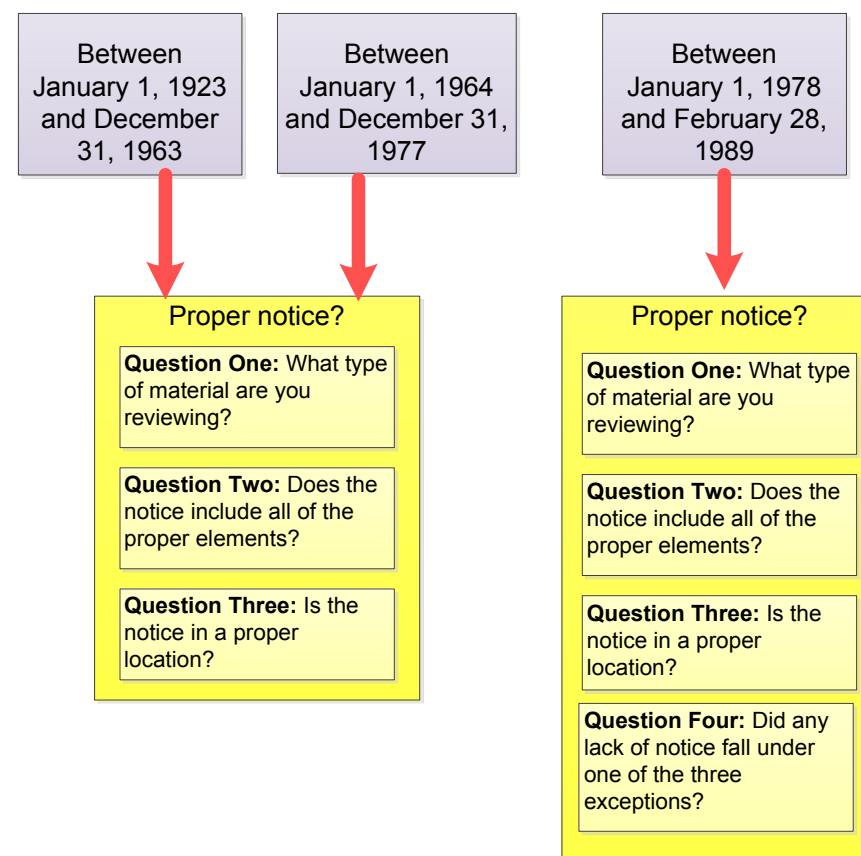 Between
January 1, 1923
and December
31, 1963
Between
January 1, 1964
and December 31,
1977
Between
January 1, 1978
and February 28,
1989
Proper notice?
Question One: What type
of material are you
reviewing?
Question Two: Does the
notice include all of the
proper elements?
Question Three: Is the
notice in a proper
location?
Proper notice?
Question One: What type
of material are you
reviewing?
Question Two: Does the
notice include all of the
proper elements?
Question Three: Is the
notice in a proper
location?
Question Four: Did any
lack of notice fall under
one of the three
exceptions?